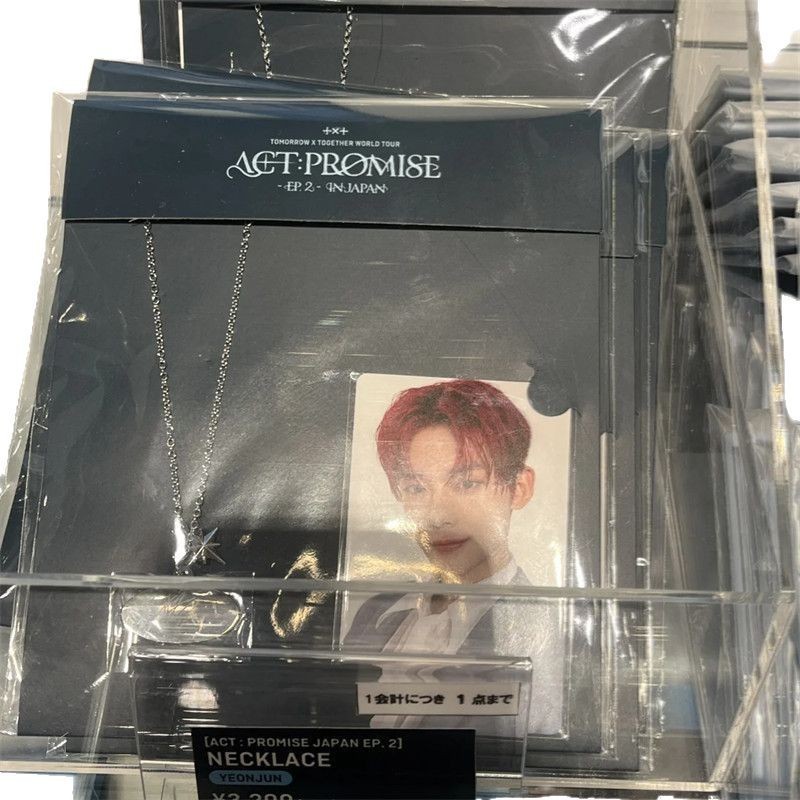 +×+
TOMORROW X TOGETHER WORLD TOUR
ACT:PROMISE
- EP. 2 - IN JAPAN
1会計につき 1 点まで
[ACT : PROMISE JAPAN EP. 2]
NECKLACE
YEONJUN